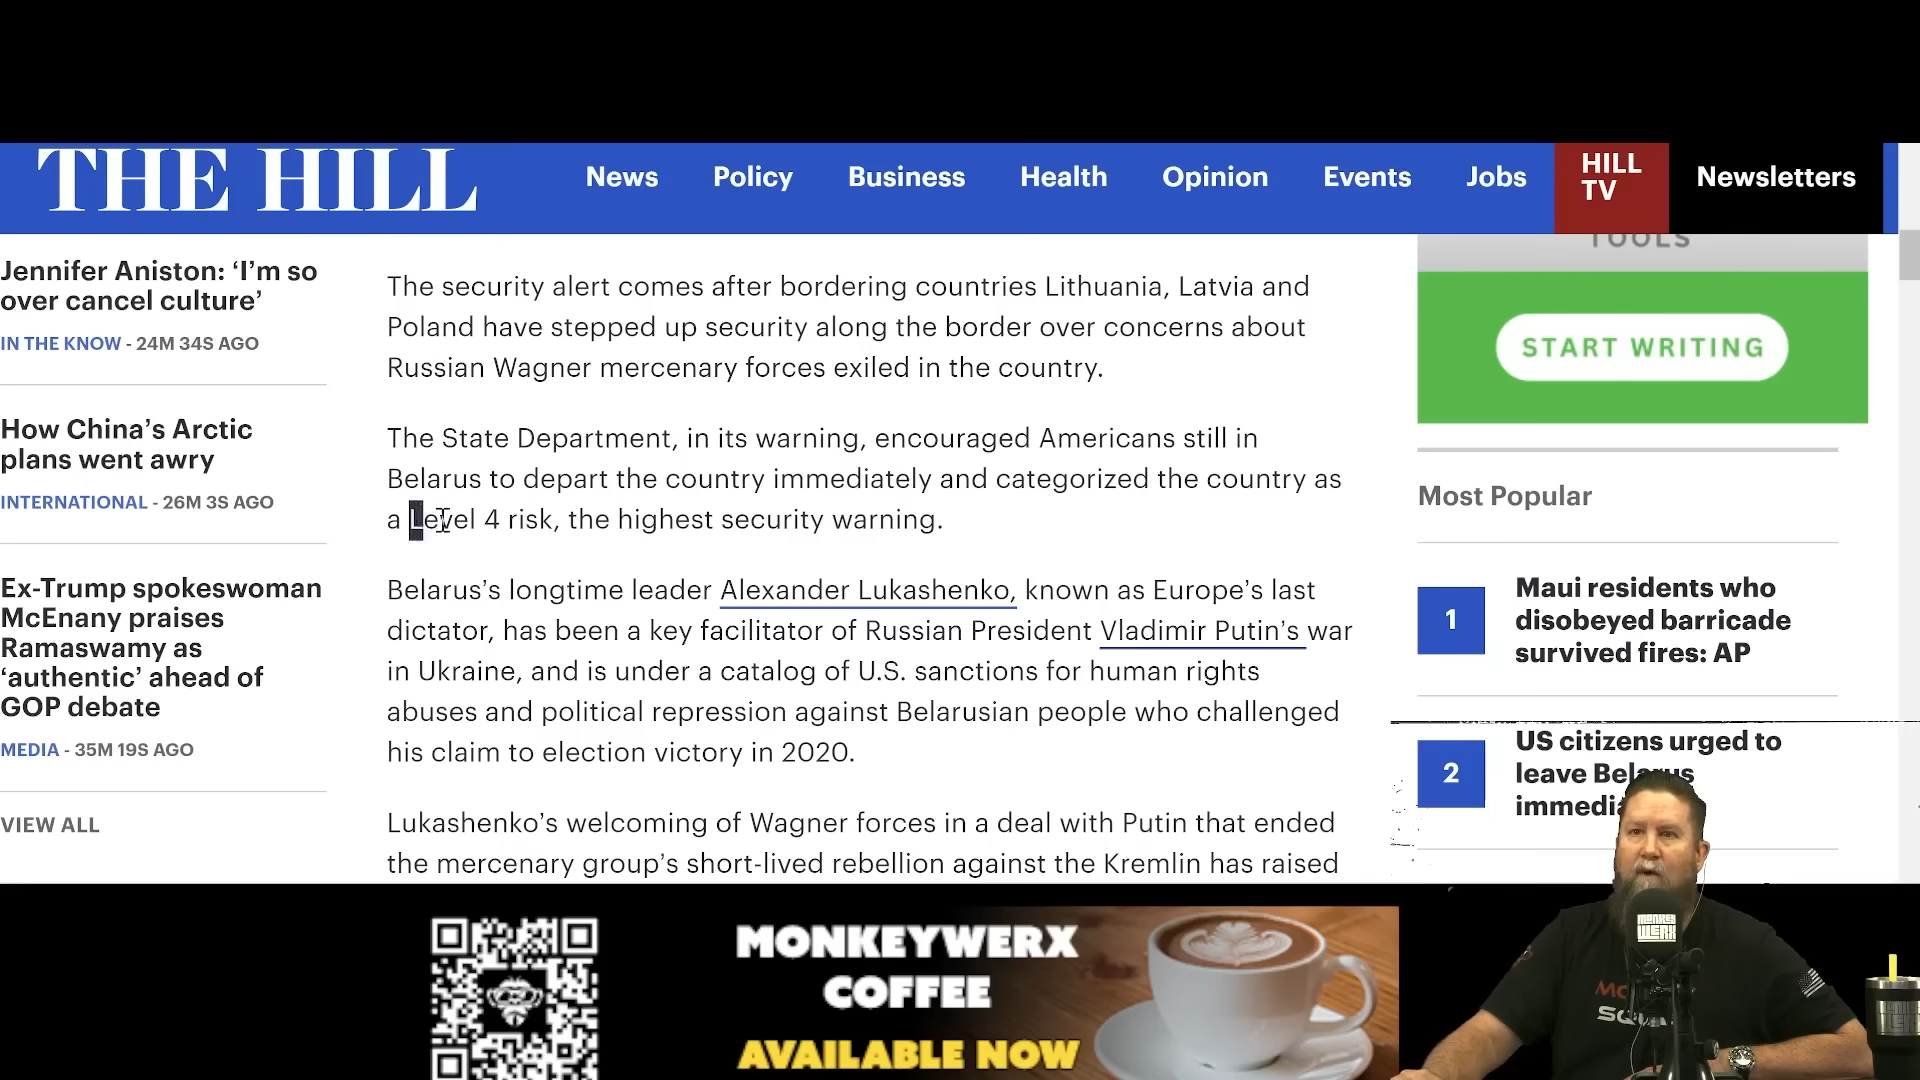 THE HILL
News
Policy
Business
Health
Opinion
Events
Jobs
HILL
TV
Newsletters
Jennifer Aniston: ‘I’m so
over cancel culture’
IN THE KNOW - 24M 34S AGO
How China’s Arctic
plans went awry
INTERNATIONAL - 26M 3S AGO
Ex-Trump spokeswoman
McEnany praises
Ramaswamy as
‘authentic’ ahead of
GOP debate
MEDIA - 35M 19S AGO
VIEW ALL
The security alert comes after bordering countries Lithuania, Latvia and
Poland have stepped up security along the border over concerns about
Russian Wagner mercenary forces exiled in the country.
The State Department, in its warning, encouraged Americans still in
Belarus to depart the country immediately and categorized the country as
a Level 4 risk, the highest security warning.
Belarus’s longtime leader Alexander Lukashenko, known as Europe’s last
dictator, has been a key facilitator of Russian President Vladimir Putin’s war
in Ukraine, and is under a catalog of U.S. sanctions for human rights
abuses and political repression against Belarusian people who challenged
his claim to election victory in 2020.
Lukashenko’s welcoming of Wagner forces in a deal with Putin that ended
the mercenary group’s short-lived rebellion against the Kremlin has raised
TOOLS
START WRITING
Most Popular
1
Maui residents who
disobeyed barricade
survived fires: AP
2
US citizens urged to
leave Belarus
MONKEYWERX
COFFEE
AVAILABLE NOW
MONKEY
WERX